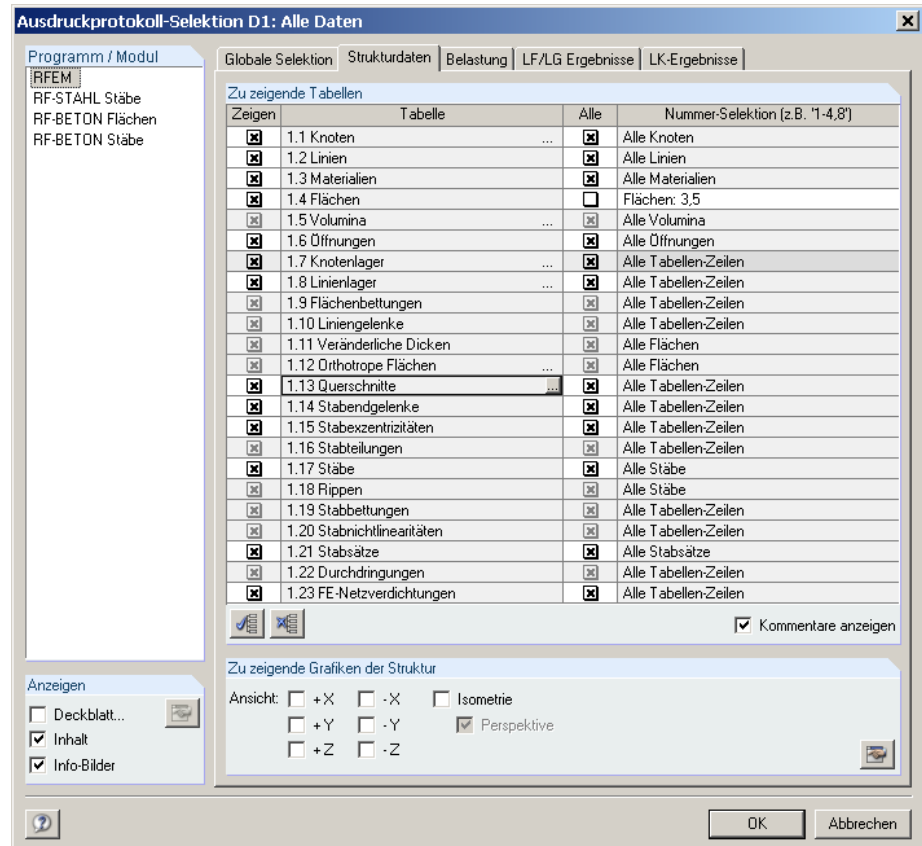 Ausdruckprotokoll-Selektion D1: Alle Daten
Programm / Modul
RFEM
RF-STAHL Stäbe
RF-BETON Flächen
RF-BETON Stäbe
Globale Selektion Strukturdaten Belastung LF/LG Ergebnisse LK-Ergebnisse
Zu zeigende Tabellen
Zeigen Tabelle Alle Nummer-Selektion (z.B. '1-4,8')
1.1 Knoten ... Alle Knoten
1.2 Linien Alle Linien
1.3 Materialien Alle Materialien
1.4 Flächen Flächen: 3,5
1.5 Volumina ... Alle Volumina
1.6 Öffnungen Alle Öffnungen
1.7 Knotenlager ... Alle Tabellen-Zeilen
1.8 Linienlager ... Alle Tabellen-Zeilen
1.9 Flächenbettungen Alle Tabellen-Zeilen
1.10 Liniengelenke Alle Tabellen-Zeilen
1.11 Veränderliche Dicken Alle Flächen
1.12 Orthotrope Flächen ... Alle Flächen
1.13 Querschnitte ... Alle Tabellen-Zeilen
1.14 Stabendgelenke Alle Tabellen-Zeilen
1.15 Stabexzentrizitäten Alle Tabellen-Zeilen
1.16 Stabteilungen Alle Tabellen-Zeilen
1.17 Stäbe Alle Stäbe
1.18 Rippen Alle Stäbe
1.19 Stabbettungen Alle Tabellen-Zeilen
1.20 Stabnichtlinearitäten Alle Tabellen-Zeilen
1.21 Stabsätze Alle Stabsätze
1.22 Durchdringungen Alle Tabellen-Zeilen
1.23 FE-Netzverdichtungen Alle Tabellen-Zeilen
Kommentare anzeigen
Zu zeigende Grafiken der Struktur
Ansicht: +X -X Isometrie
+Y -Y Perspektive
+Z -Z
Anzeigen
Deckblatt...
Inhalt
Info-Bilder
OK Abbrechen